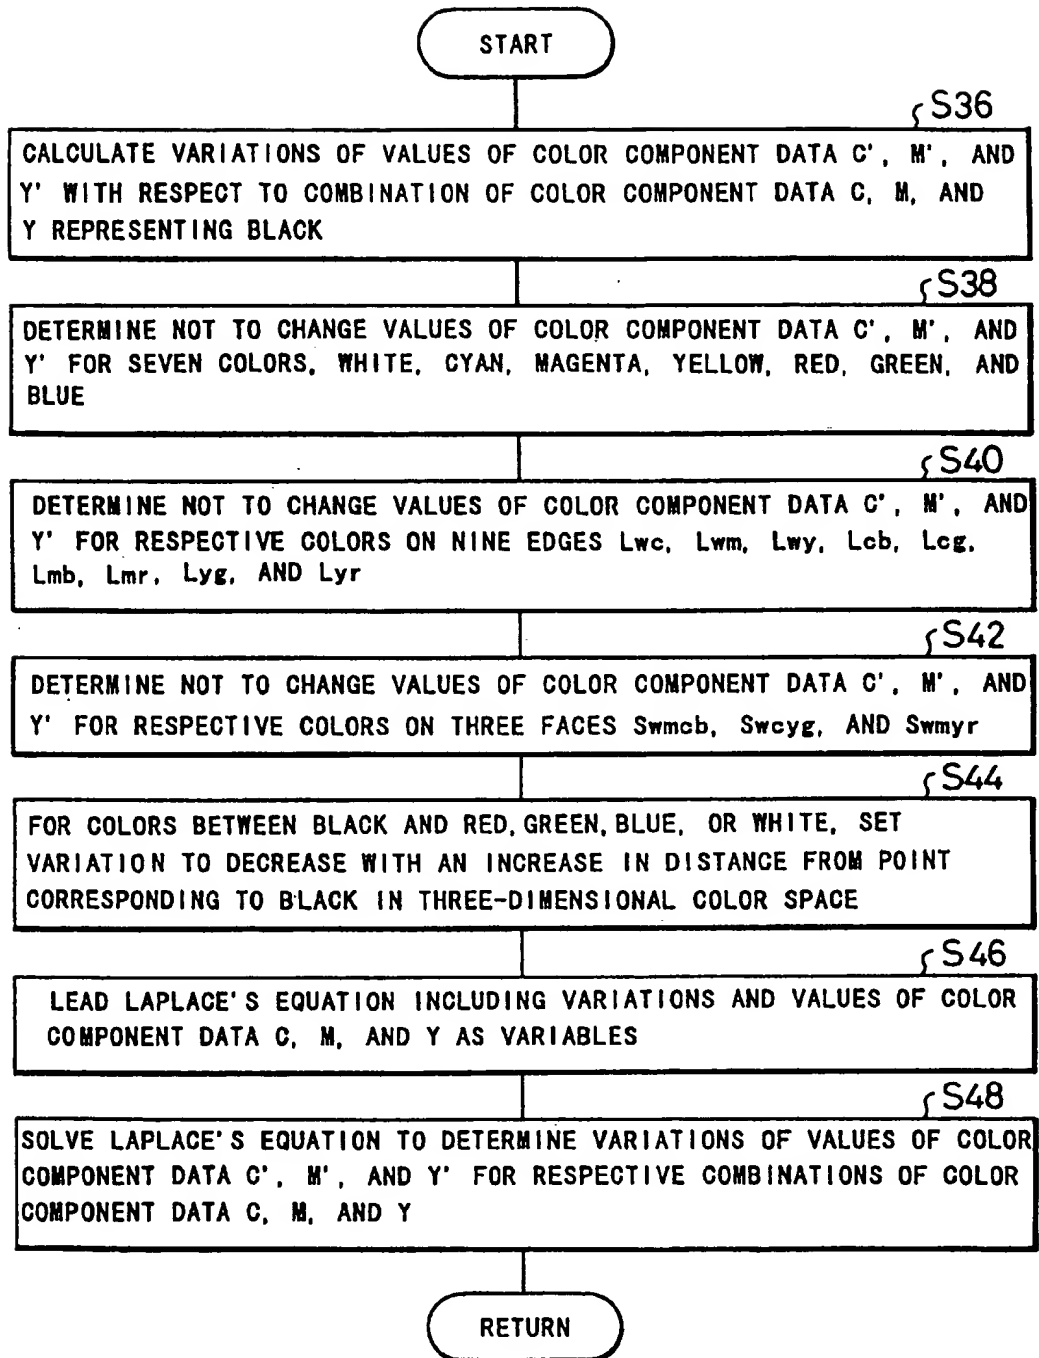 START
S36
CALCULATE VARIATIONS OF VALUES OF COLOR COMPONENT DATA C', M', AND
Y' WITH RESPECT TO COMBINATION OF COLOR COMPONENT DATA C, M, AND
Y REPRESENTING BLACK
S38
DETERMINE NOT TO CHANGE VALUES OF COLOR COMPONENT DATA C', M', AND
Y' FOR SEVEN COLORS, WHITE, CYAN, MAGENTA, YELLOW, RED, GREEN, AND
BLUE
S40
DETERMINE NOT TO CHANGE VALUES OF COLOR COMPONENT DATA C', M', AND
Y' FOR RESPECTIVE COLORS ON NINE EDGES Lwc, Lwm, Lwy, Lcb, Lcg,
Lmb, Lmr, Lyg, AND Lyr
S42
DETERMINE NOT TO CHANGE VALUES OF COLOR COMPONENT DATA C', M', AND
Y' FOR RESPECTIVE COLORS ON THREE FACES Swmcb, Swcyg, AND Swmyr
S44
FOR COLORS BETWEEN BLACK AND RED, GREEN, BLUE, OR WHITE, SET
VARIATION TO DECREASE WITH AN INCREASE IN DISTANCE FROM POINT
CORRESPONDING TO BLACK IN THREE-DIMENSIONAL COLOR SPACE
S46
LEAD LAPLACE'S EQUATION INCLUDING VARIATIONS AND VALUES OF COLOR
COMPONENT DATA C, M, AND Y AS VARIABLES
S48
SOLVE LAPLACE'S EQUATION TO DETERMINE VARIATIONS OF VALUES OF COLOR
COMPONENT DATA C', M', AND Y' FOR RESPECTIVE COMBINATIONS OF COLOR
COMPONENT DATA C, M, AND Y
RETURN